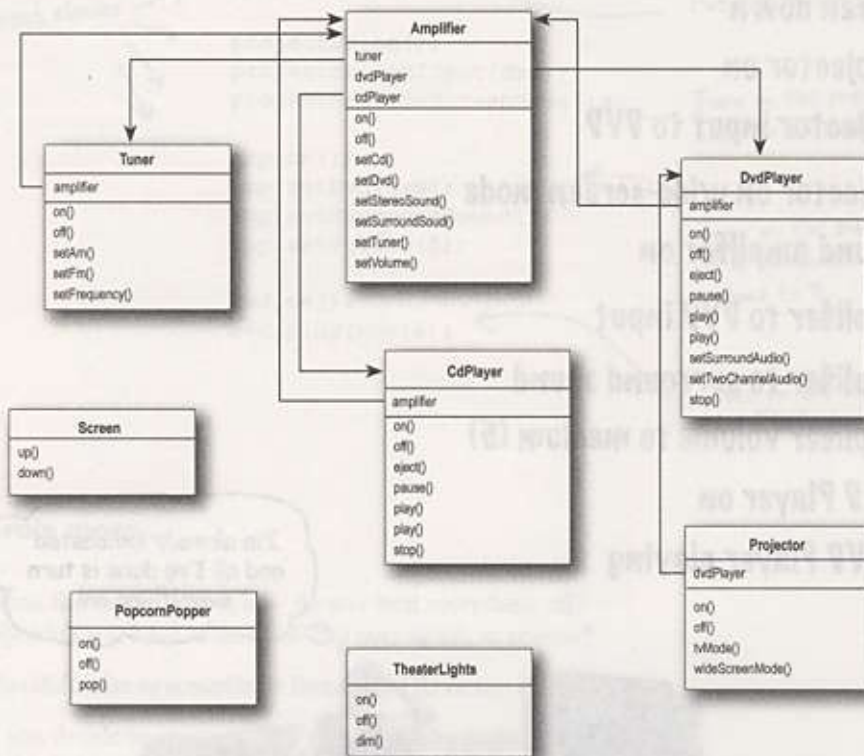 Amplifier
tuner
dvdPlayer
cdPlayer
on()
off()
setCd()
setDvd()
setStereoSound()
setSurroundSoud()
setTuner()
setVolume()
Tuner
amplifier
on()
off()
setAm()
setFm()
setFrequency()
DvdPlayer
amplifier
on()
off()
eject()
pause()
play()
play()
setSurroundAudio()
setTwoChannelAudio()
stop()
CdPlayer
amplifier
on()
off()
eject()
pause()
play()
play()
stop()
Screen
up()
down()
Projector
dvdPlayer
on()
off()
tvMode()
wideScreenMode()
PopcornPopper
on()
off()
pop()
TheaterLights
on()
off()
dim()